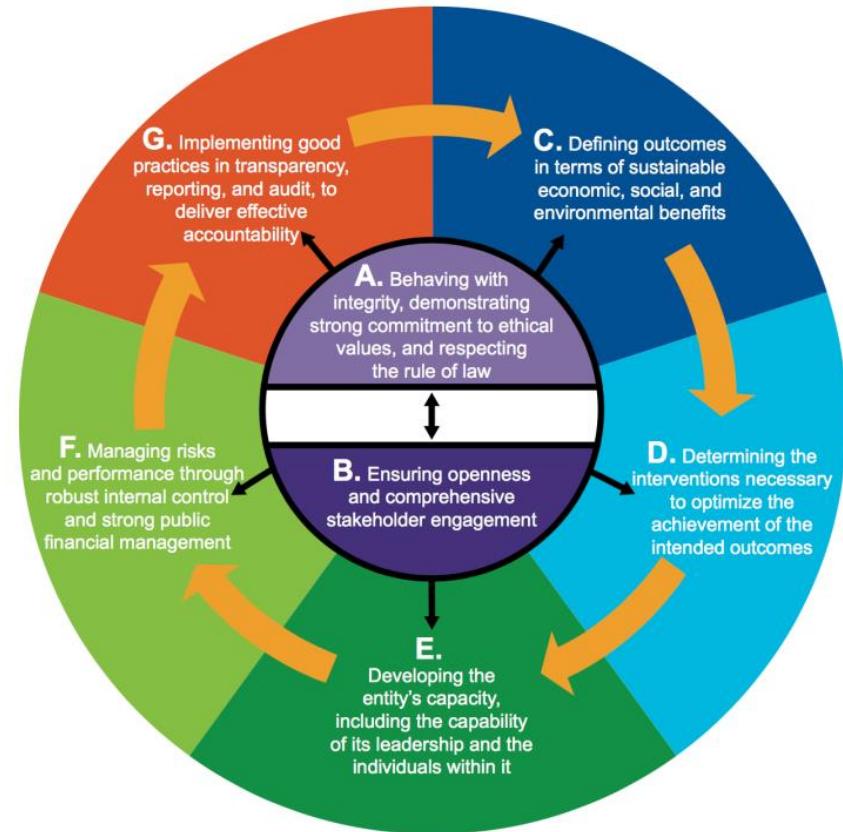 G. Implementing good
practices in transparency,
reporting, and audit, to
deliver effective
accountability
C. Defining outcomes
in terms of sustainable
economic, social, and
environmental benefits
A. Behaving with
integrity, demonstrating
strong commitment to ethical
values, and respecting
the rule of law
B. Ensuring openness
and comprehensive
stakeholder engagement
D. Determining the
interventions necessary
to optimize the
achievement of the
intended outcomes
E.
Developing the
entity's capacity,
including the capability
of its leadership and the
individuals within it
F. Managing risks
and performance through
robust internal control
and strong public
financial management